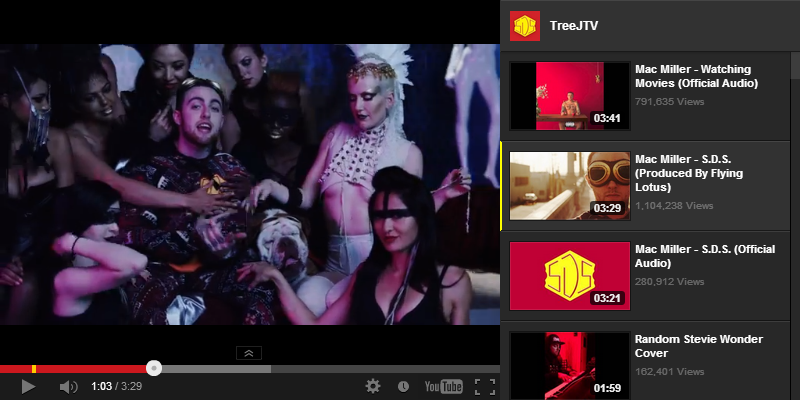 TreeJTV
Mac Miller - Watching
Movies (Official Audio)
791,635 Views
03:41
Mac Miller - S.D.S.
(Produced By Flying
Lotus)
1,104,238 Views
03:29
Mac Miller - S.D.S. (Official
Audio)
280,912 Views
SDS
03:21
Random Stevie Wonder
Cover
162,401 Views
01:59
1:03 / 3:29
YouTube